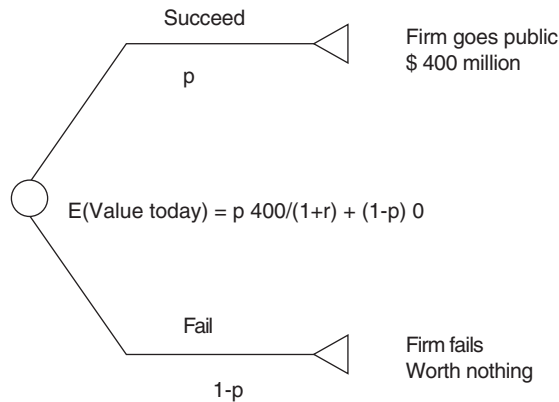 Succeed
Firm goes public
$ 400 million
p
E(Value today) = p 400/(1+r) + (1-p) 0
Fail
Firm fails
Worth nothing
1-p